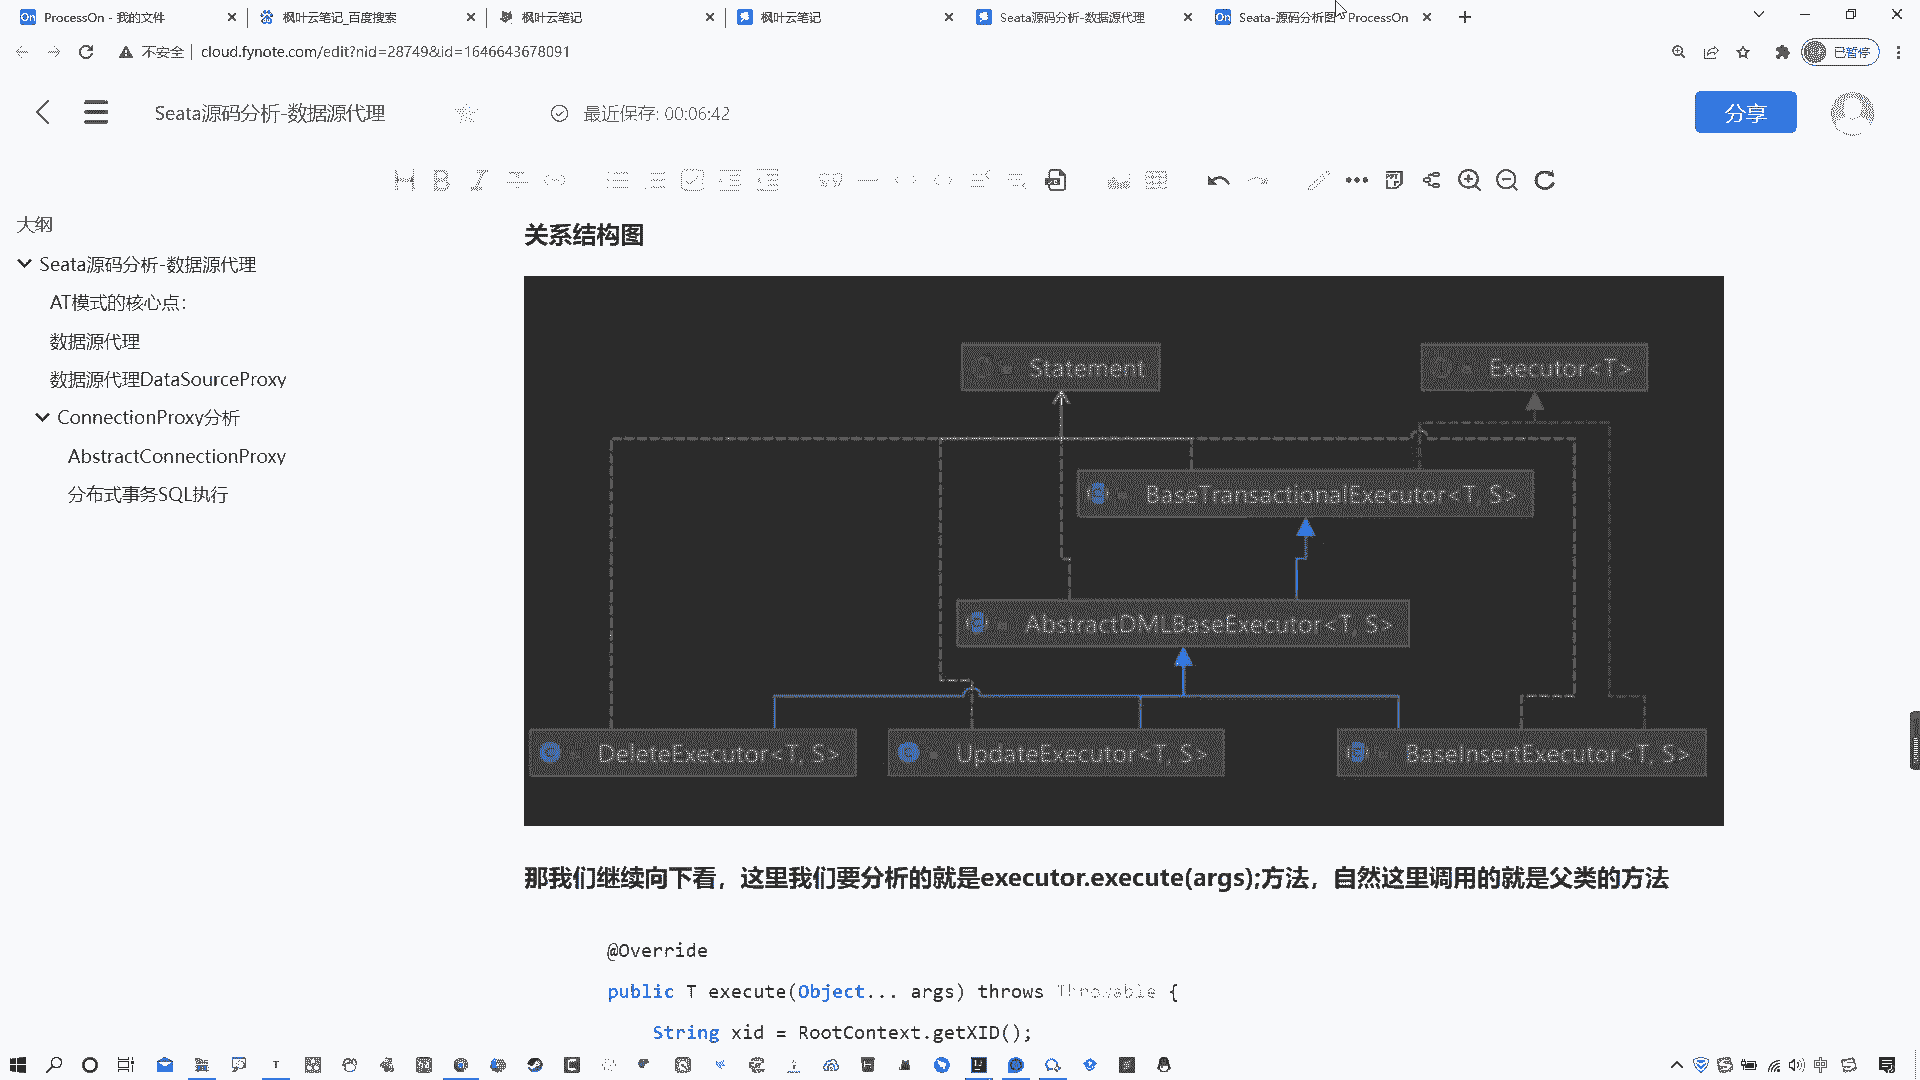 ProcessOn - 我的文件
枫叶云笔记_百度搜索
枫叶云笔记
枫叶云笔记
Seata源码分析-数据源代理
Seata-源码分析图 ProcessOn
不安全
cloud.fynote.com/edit?nid=28749&id=1646643678091
已暂停
Seata源码分析-数据源代理
最近保存: 00:06:42
分享
大纲
Seata源码分析-数据源代理
AT模式的核心点：
数据源代理
数据源代理DataSourceProxy
ConnectionProxy分析
AbstractConnectionProxy
分布式事务SQL执行
关系结构图
Statement
Executor<T>
BaseTransactionalExecutor<T, S>
AbstractDMLBaseExecutor<T, S>
DeleteExecutor<T, S>
UpdateExecutor<T, S>
BaseInsertExecutor<T, S>
那我们继续向下看，这里我们要分析的就是executor.execute(args);方法，自然这里调用的就是父类的方法
@Override
public T execute(Object... args) throws Throwable {
String xid = RootContext.getXID();
中